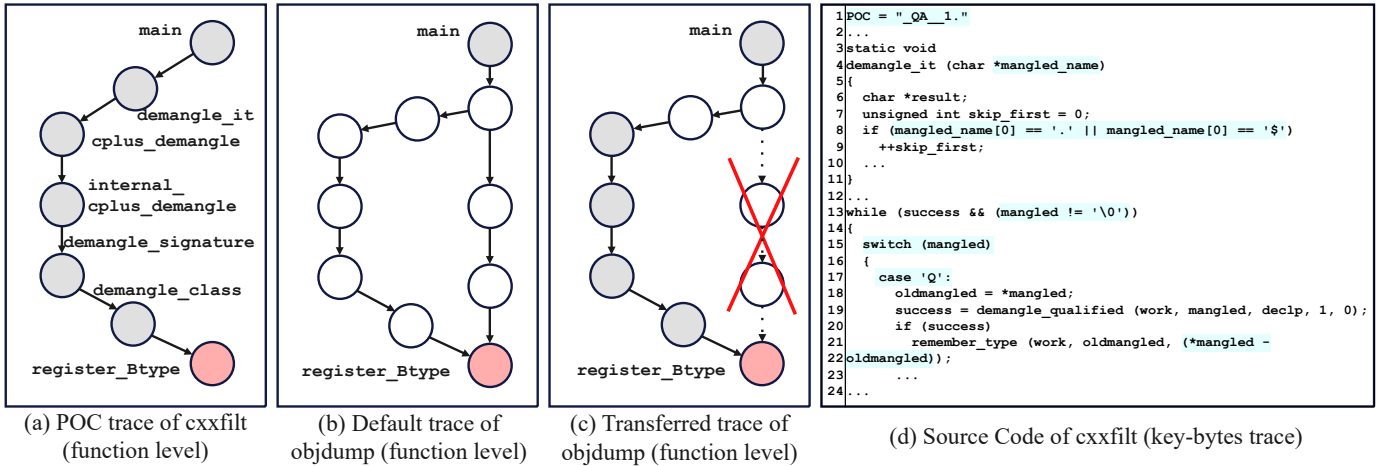 main
demangle_it
cplus_demangle
internal_
cplus_demangle
demangle_signature
demangle_class
register_Btype
(a) POC trace of cxxfilt
(function level)
main
register_Btype
(b) Default trace of
objdump (function level)
main
register_Btype
(c) Transferred trace of
objdump (function level)
1 POC = "_QA__1."
2 ...
3 static void
4 demangle_it (char *mangled_name)
5 {
6 char *result;
7 unsigned int skip_first = 0;
8 if (mangled_name[0] == '.' || mangled_name[0] == '$')
9 ++skip_first;
10 ...
11 }
12 ...
13 while (success && (mangled != '\0'))
14 {
15 switch (mangled)
16 {
17 case 'Q':
18 oldmangled = *mangled;
19 success = demangle_qualified (work, mangled, declp, 1, 0);
20 if (success)
21 remember_type (work, oldmangled, (*mangled -
22 oldmangled));
23 ...
24 ...
(d) Source Code of cxxfilt (key-bytes trace)